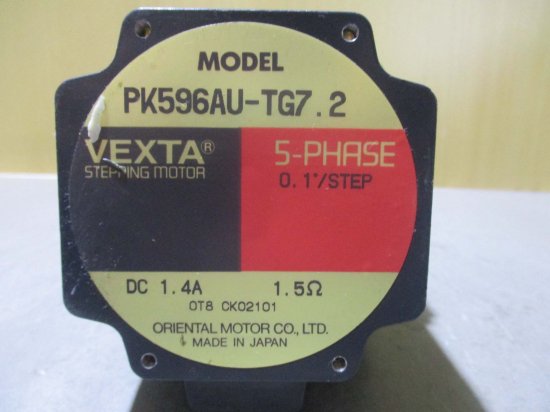 MODEL
PK596AU-TG7.2
VEXTA® 5-PHASE
STEPPING MOTOR 0.1°/STEP
DC 1.4A 1.5Ω
0T8 CK02101
ORIENTAL MOTOR CO., LTD.
MADE IN JAPAN